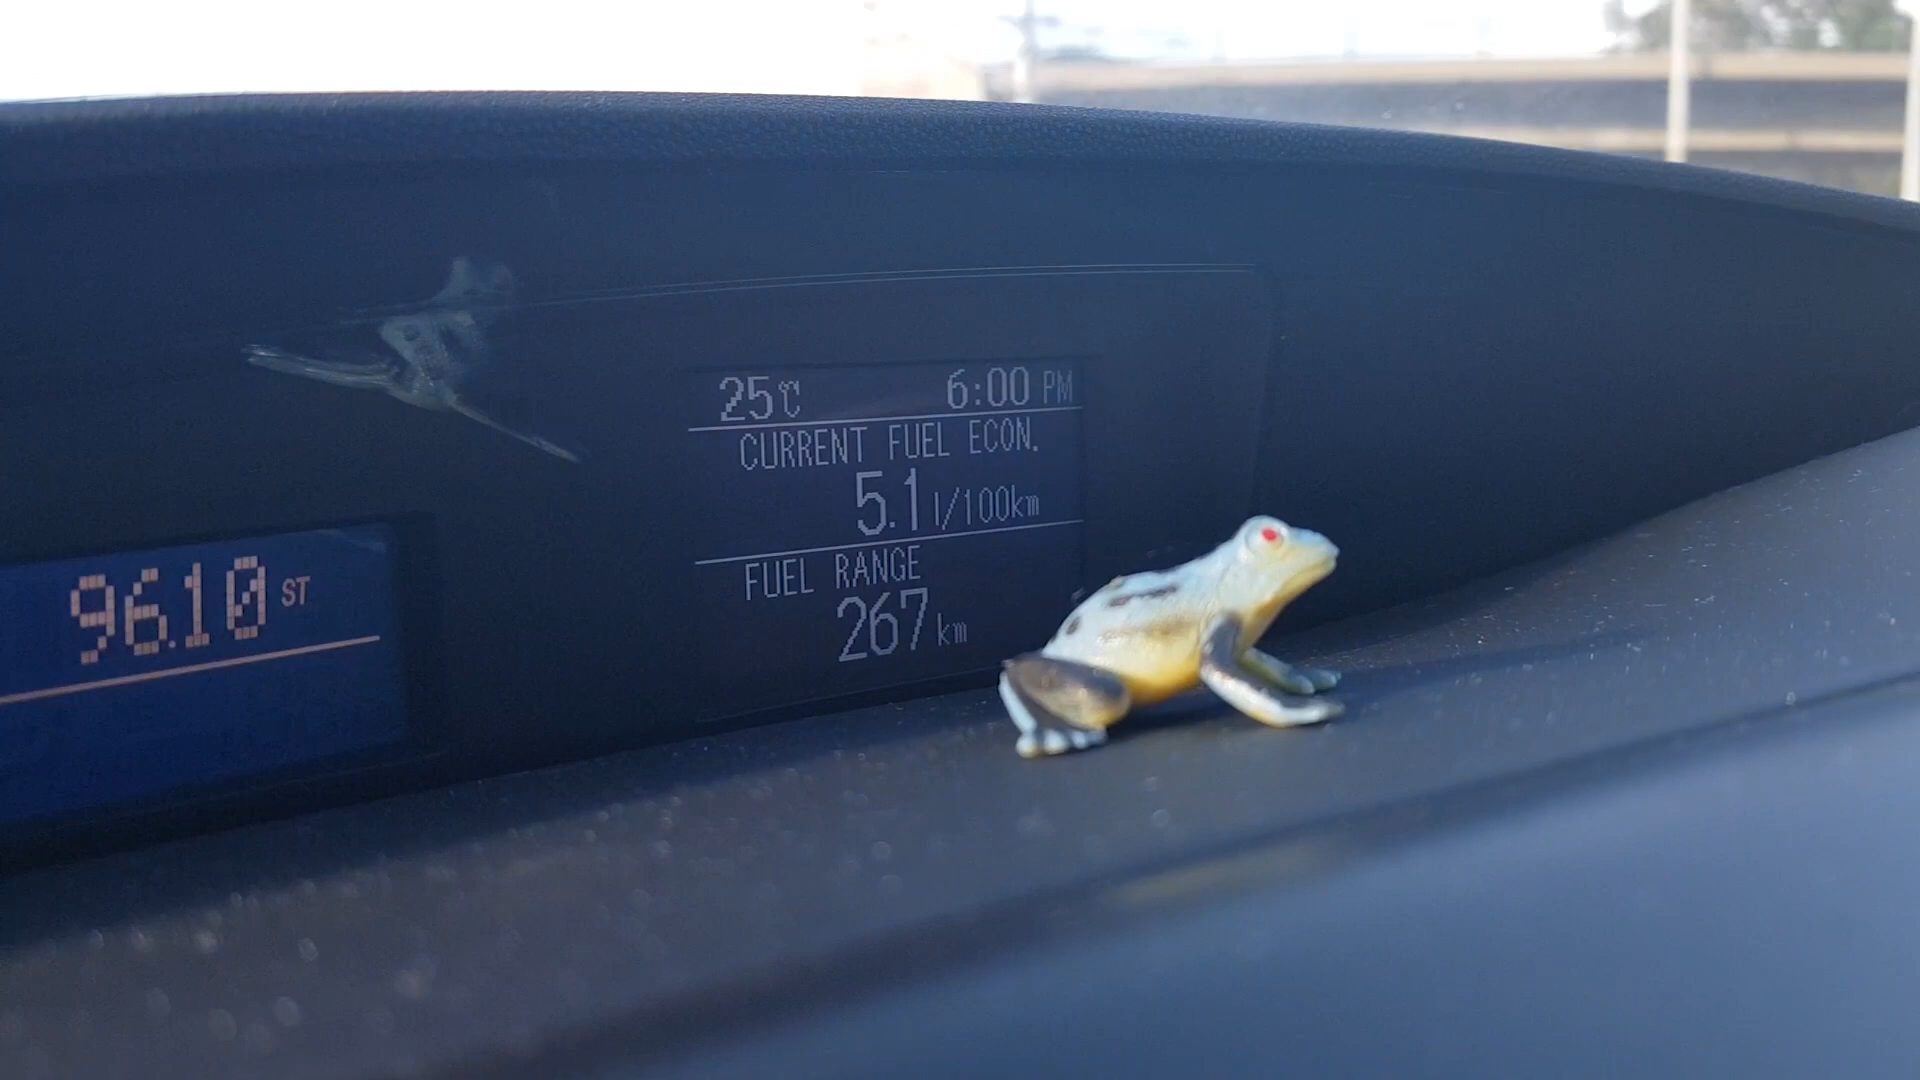 25℃ 6:00 PM
CURRENT FUEL ECON.
5.1 l/100km
FUEL RANGE
267 km
96.10 ST